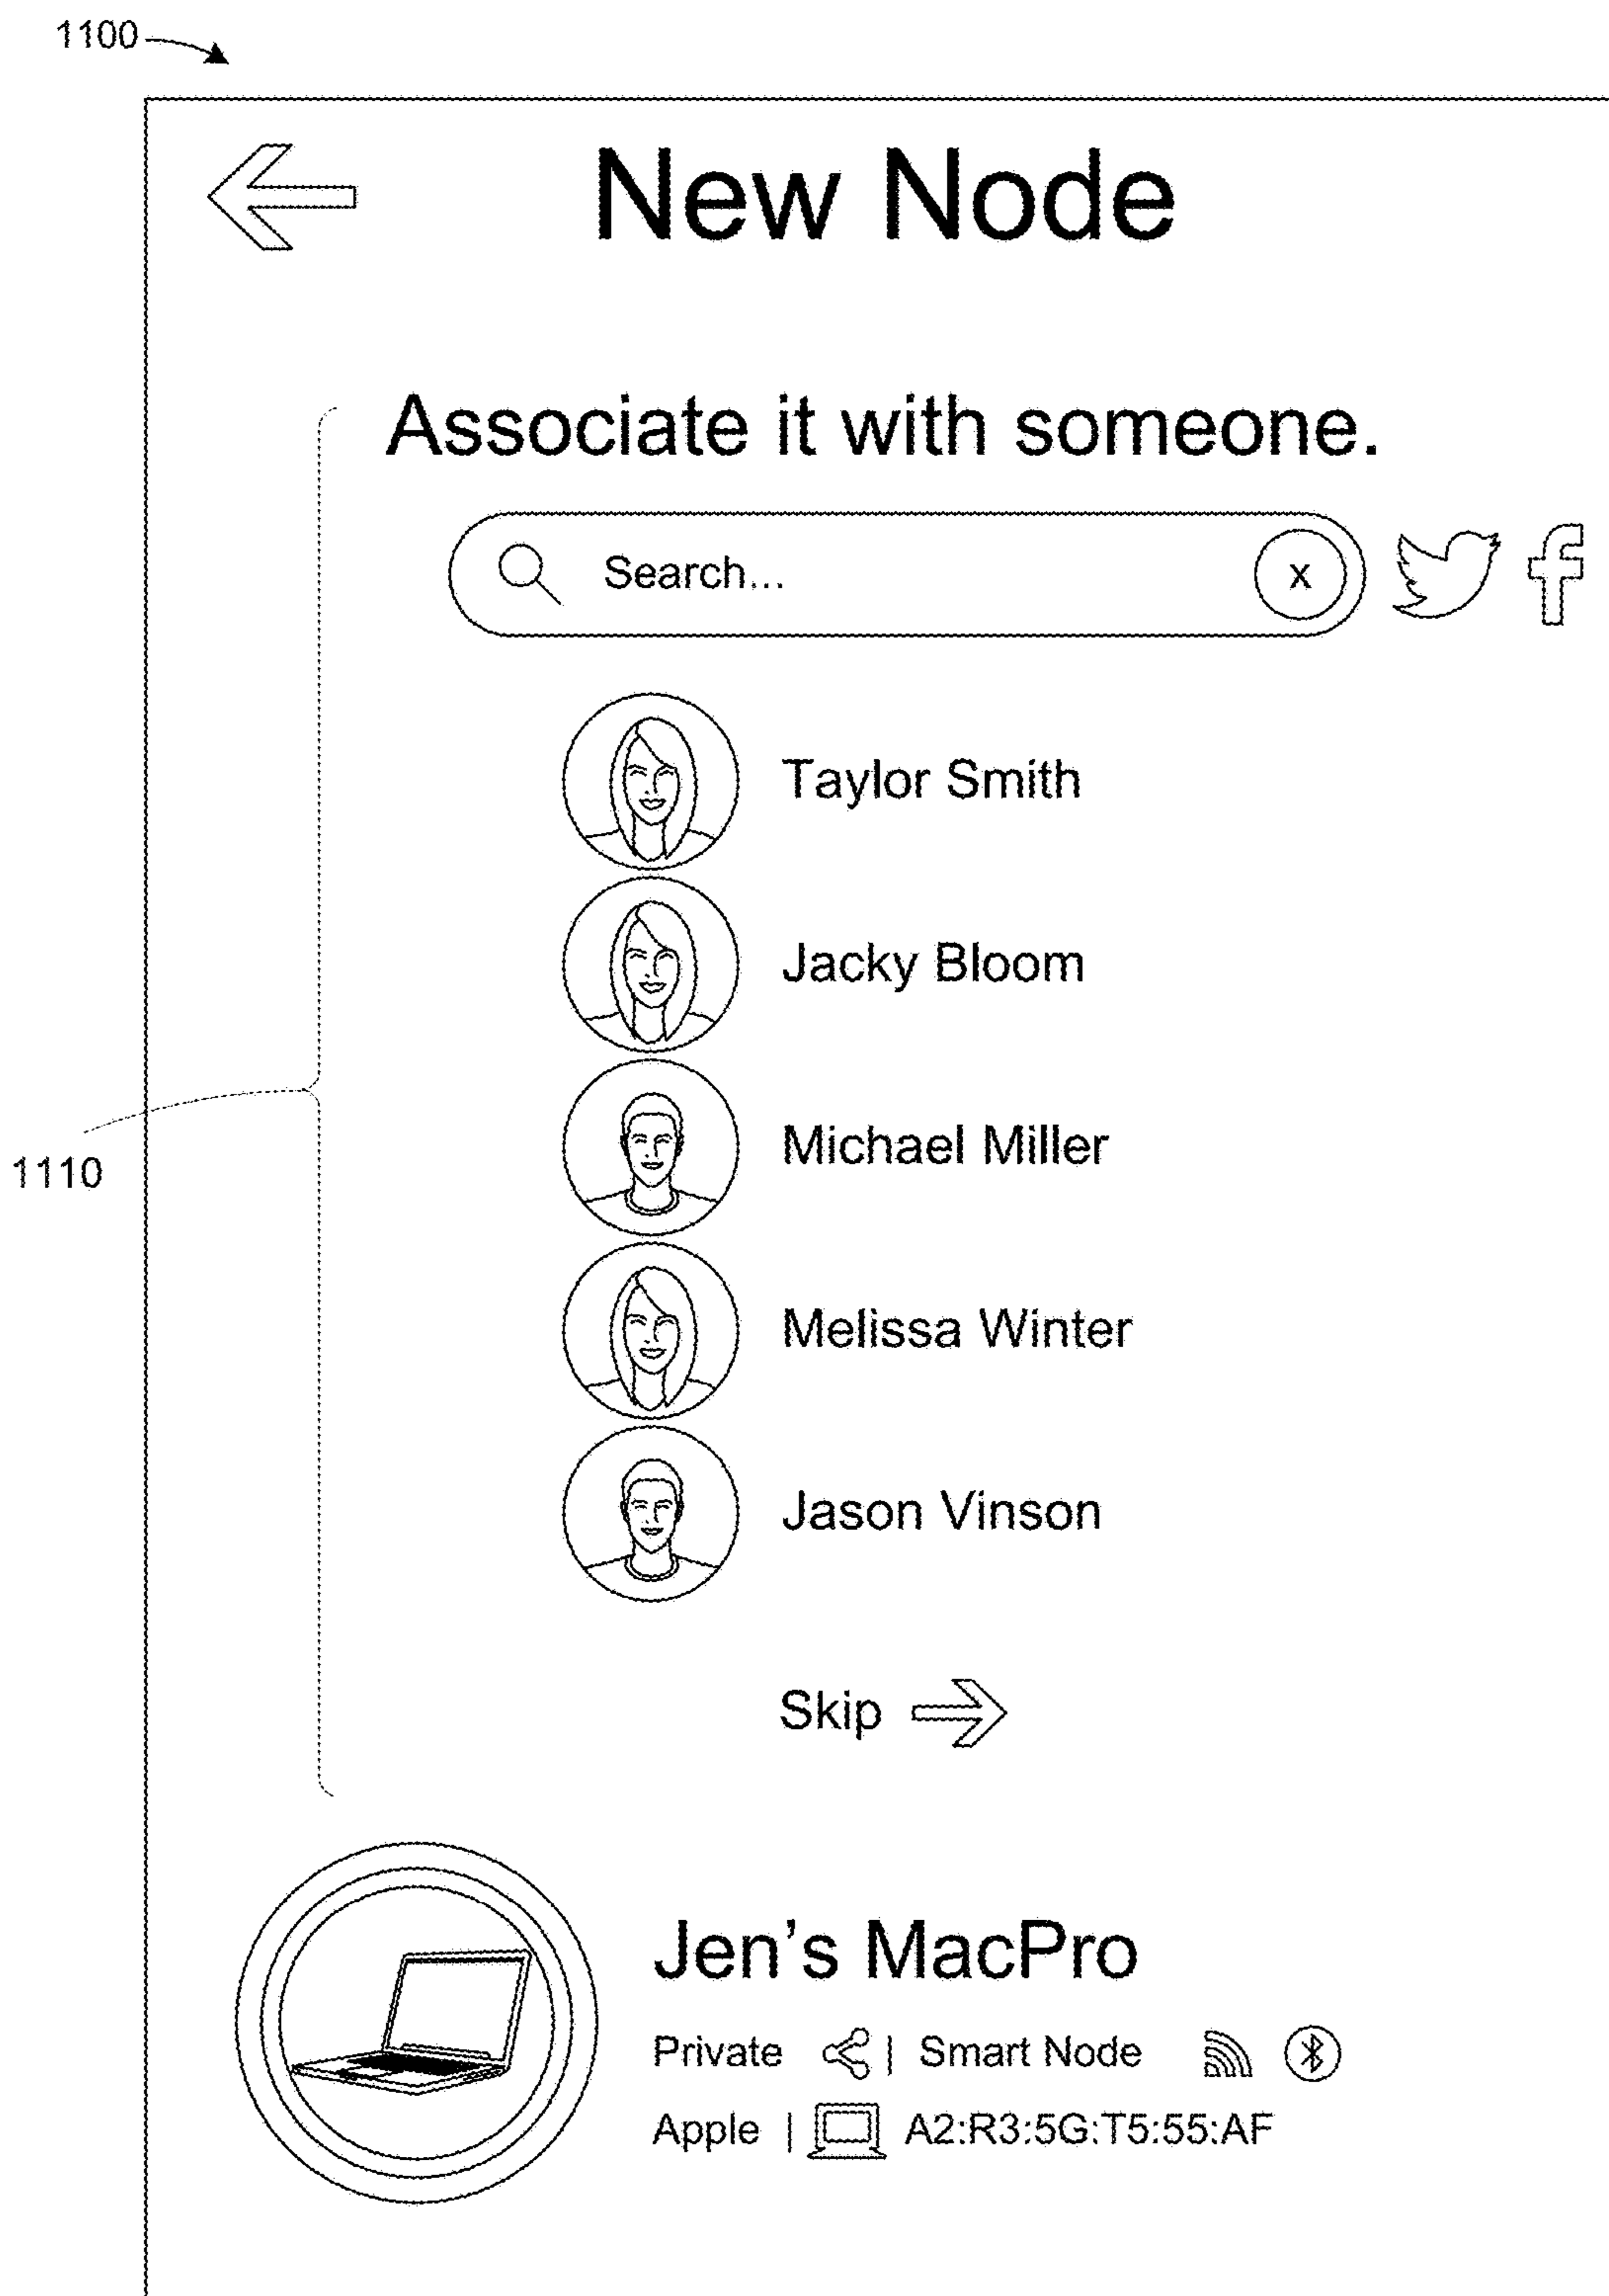 1100
New Node
Associate it with someone.
Search... x
Taylor Smith
Jacky Bloom
Michael Miller
1110
Melissa Winter
Jason Vinson
Skip
Jen's MacPro
Private | Smart Node
Apple | A2:R3:5G:T5:55:AF